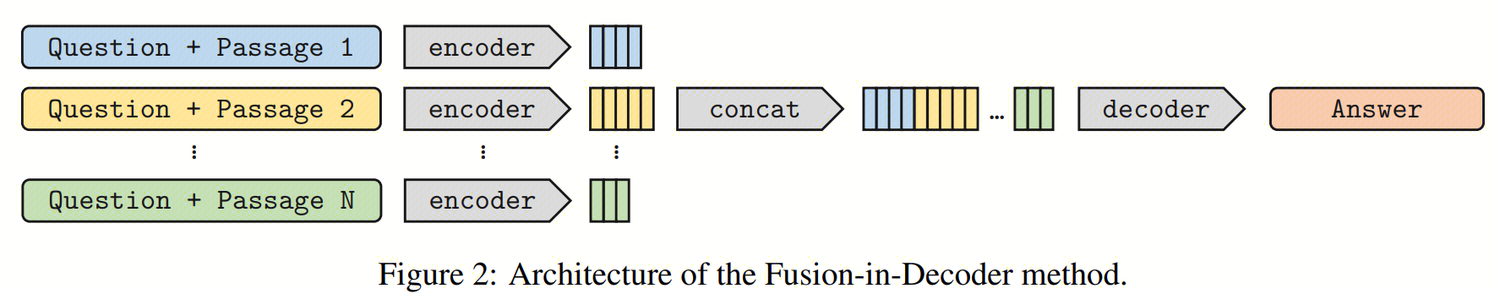 Question + Passage 1 encoder
Question + Passage 2 encoder concat … decoder Answer
⋮ ⋮ ⋮
Question + Passage N encoder
Figure 2: Architecture of the Fusion-in-Decoder method.